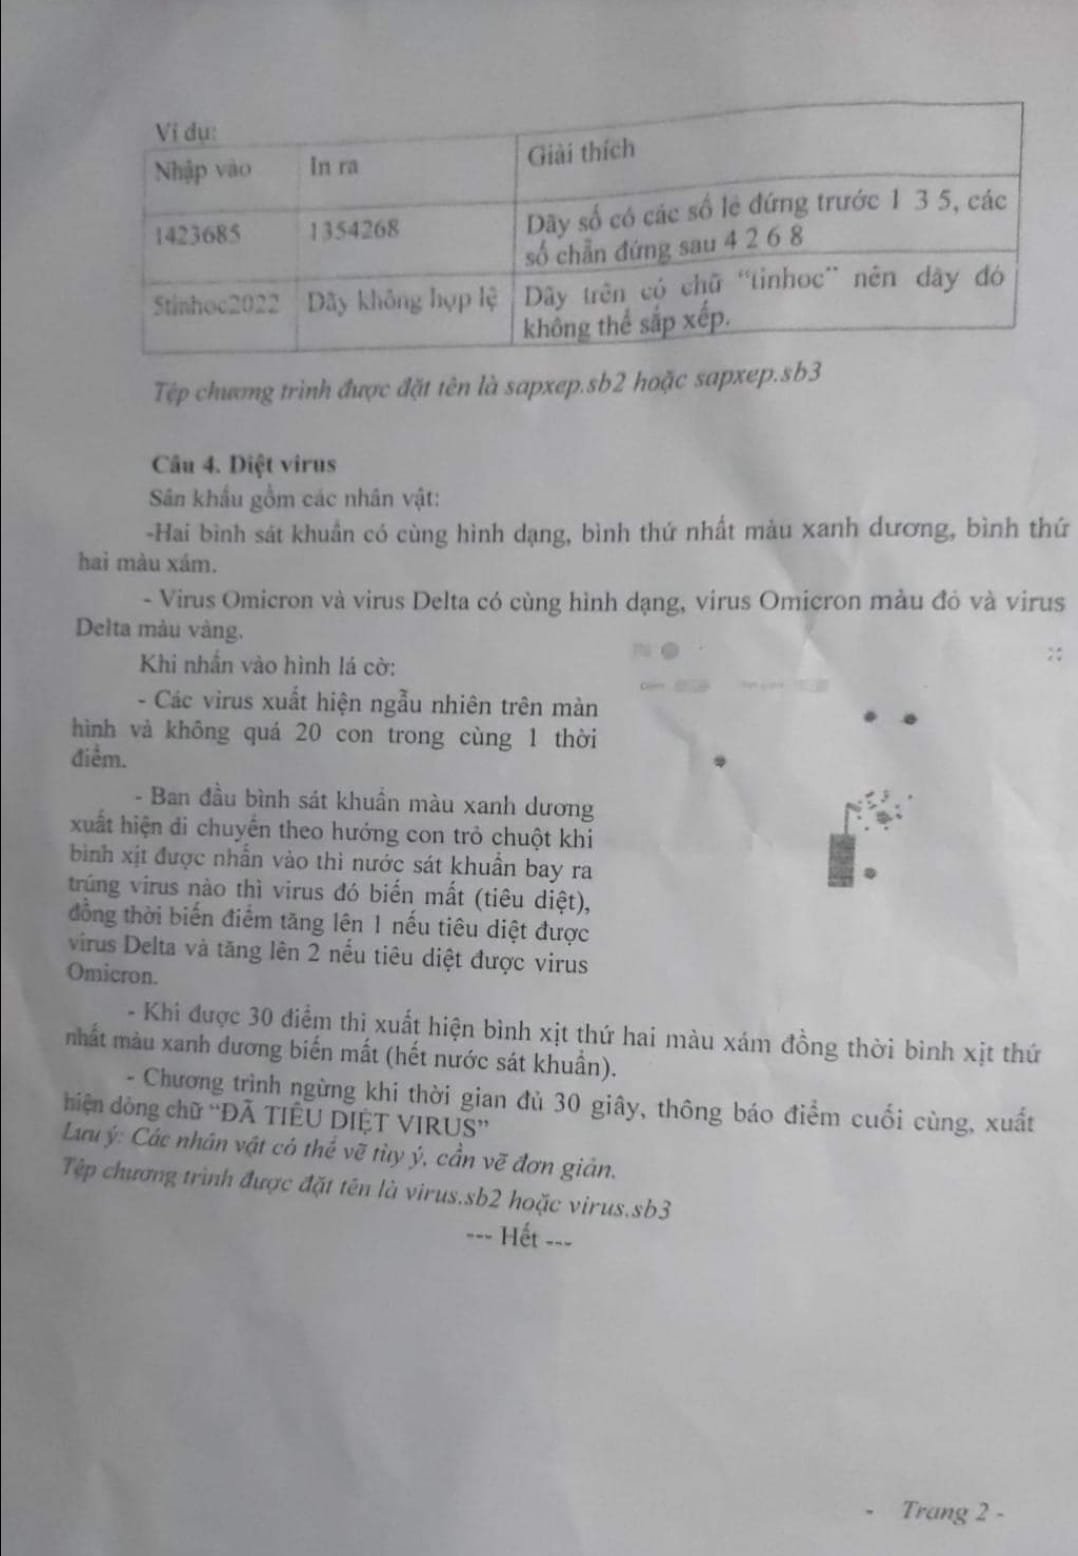 Ví dụ:
Nhập vào In ra Giải thích
1423685 1354268 Dãy số có các số lẻ đứng trước 1 3 5, các
số chẵn đứng sau 4 2 6 8
5tinhoc2022 Dãy không hợp lệ Dãy trên có chữ “tinhoc” nên dãy đó
không thể sắp xếp.
Tệp chương trình được đặt tên là sapxep.sb2 hoặc sapxep.sb3
Câu 4. Diệt virus
Sân khấu gồm các nhân vật:
-Hai bình sát khuẩn có cùng hình dạng, bình thứ nhất màu xanh dương, bình thứ
hai màu xám.
- Virus Omicron và virus Delta có cùng hình dạng, virus Omicron màu đỏ và virus
Delta màu vàng.
Khi nhấn vào hình lá cờ:
- Các virus xuất hiện ngẫu nhiên trên màn
hình và không quá 20 con trong cùng 1 thời
điểm.
- Ban đầu bình sát khuẩn màu xanh dương
xuất hiện di chuyển theo hướng con trỏ chuột khi
bình xịt được nhấn vào thì nước sát khuẩn bay ra
trúng virus nào thì virus đó biến mất (tiêu diệt),
đồng thời biến điểm tăng lên 1 nếu tiêu diệt được
virus Delta và tăng lên 2 nếu tiêu diệt được virus
Omicron.
- Khi được 30 điểm thì xuất hiện bình xịt thứ hai màu xám đồng thời bình xịt thứ
nhất màu xanh dương biến mất (hết nước sát khuẩn).
- Chương trình ngừng khi thời gian đủ 30 giây, thông báo điểm cuối cùng, xuất
hiện dòng chữ “ĐÃ TIÊU DIỆT VIRUS”
Lưu ý: Các nhân vật có thể vẽ tùy ý, cần vẽ đơn giản.
Tệp chương trình được đặt tên là virus.sb2 hoặc virus.sb3
--- Hết ---
- Trang 2 -